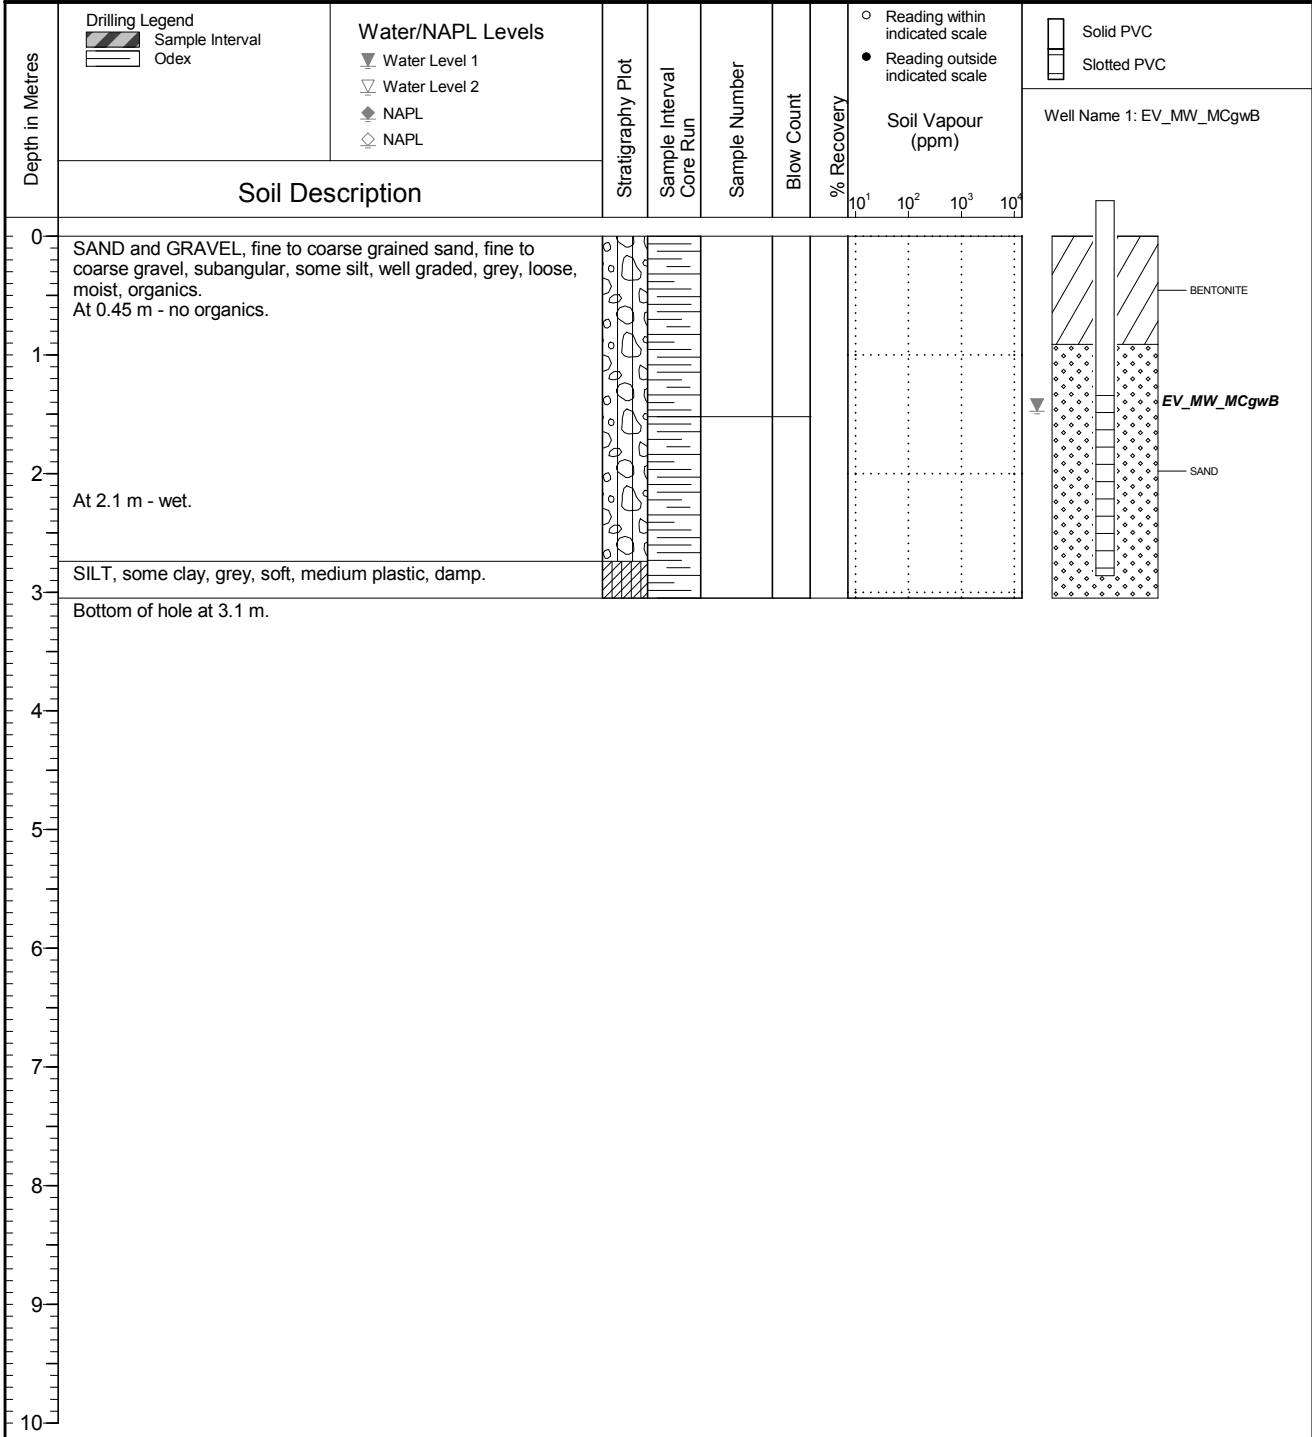 Depth in Metres
Drilling Legend
Sample Interval
Odex
Water/NAPL Levels
Water Level 1
Water Level 2
NAPL
NAPL
Soil Description
Stratigraphy Plot
Sample Interval
Core Run
Sample Number
Blow Count
% Recovery
Reading within
indicated scale
Reading outside
indicated scale
Soil Vapour
(ppm)
10¹ 10² 10³ 10⁴
Solid PVC
Slotted PVC
Well Name 1: EV_MW_MCgwB
0
SAND and GRAVEL, fine to coarse grained sand, fine to
coarse gravel, subangular, some silt, well graded, grey, loose,
moist, organics.
At 0.45 m - no organics.
BENTONITE
1
EV_MW_MCgwB
2
SAND
At 2.1 m - wet.
SILT, some clay, grey, soft, medium plastic, damp.
3
Bottom of hole at 3.1 m.
4
5
6
7
8
9
10